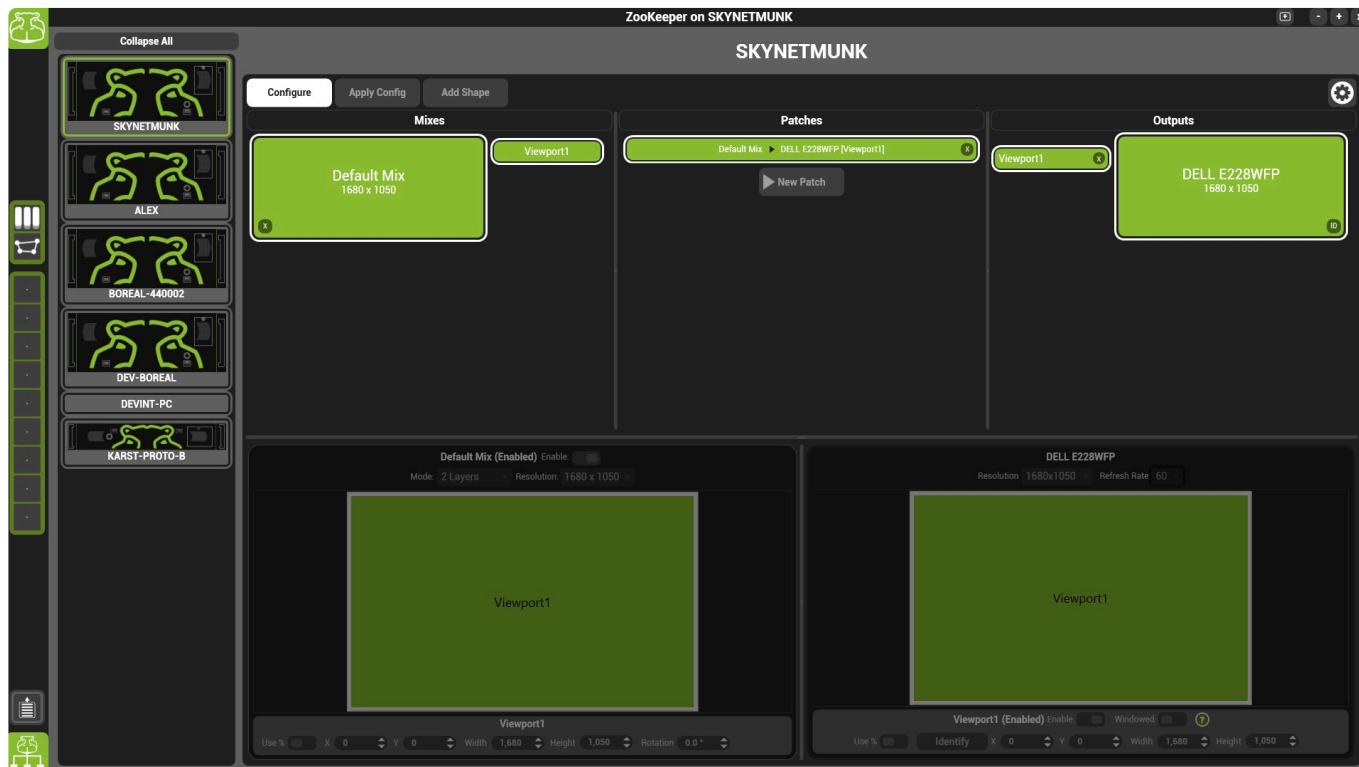 ZooKeeper on SKYNETMUNK
- +
Collapse All
SKYNETMUNK
SKYNETMUNK
ALEX
BOREAL-440002
DEV-BOREAL
DEVINT-PC
KARST-PROTO-B
Configure Apply Config Add Shape
Mixes
Default Mix
1680 x 1050
X
Viewport1
Patches
Default Mix ▶ DELL E228WFP [Viewport1] X
New Patch
Outputs
Viewport1 X
DELL E228WFP
1680 x 1050
ID
Default Mix (Enabled) Enable:
Mode: 2 Layers Resolution: 1680 x 1050
Viewport1
Viewport1
Use % X 0 Y 0 Width 1,680 Height 1,050 Rotation 0.0 °
DELL E228WFP
Resolution 1680x1050 Refresh Rate 60
Viewport1
Viewport1 (Enabled) Enable: Windowed: ?
Use % Identify X 0 Y 0 Width 1,680 Height 1,050